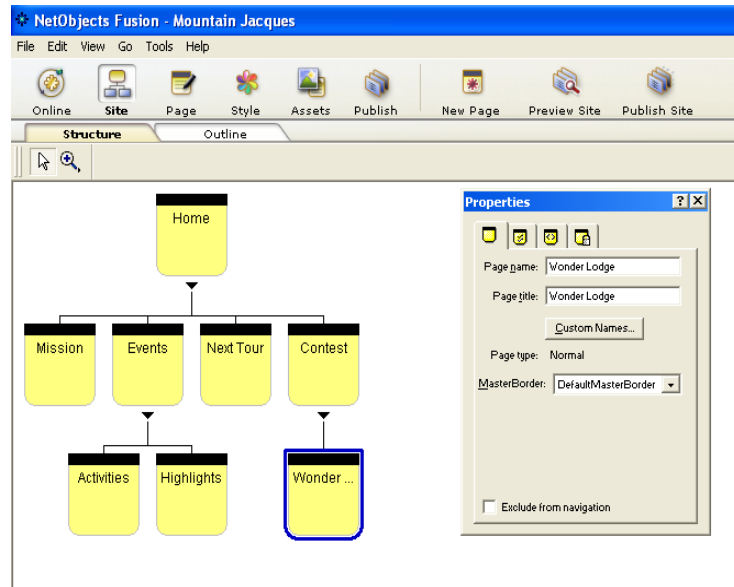 NetObjects Fusion - Mountain Jacques
File Edit View Go Tools Help
Online Site Page Style Assets Publish New Page Preview Site Publish Site
Structure Outline
Home
Mission Events Next Tour Contest
Activities Highlights Wonder ...
Properties ? X
Page name: Wonder Lodge
Page title: Wonder Lodge
Custom Names...
Page type: Normal
MasterBorder: DefaultMasterBorder
Exclude from navigation